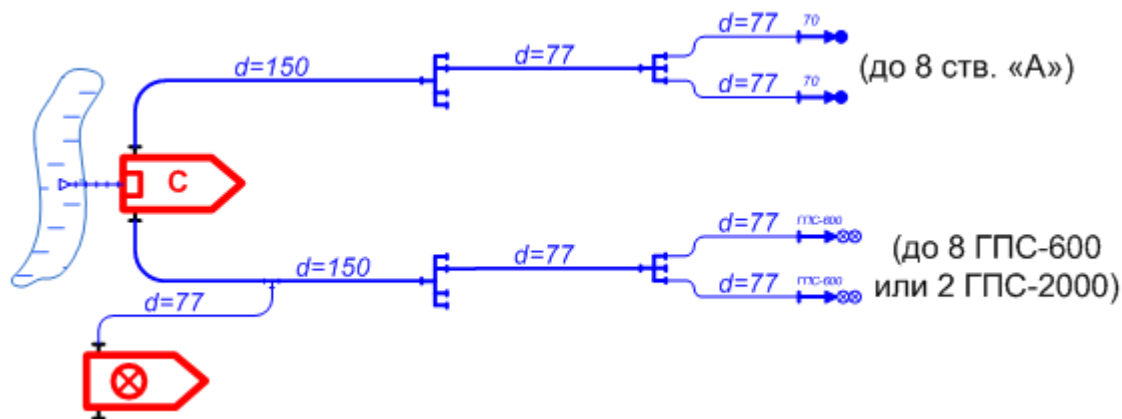 d=77
70
d=150
d=77
(до 8 ств. «А»)
d=77
70
С
d=77
ГПС-600
d=150
d=77
(до 8 ГПС-600
или 2 ГПС-2000)
d=77
d=77
ГПС-600